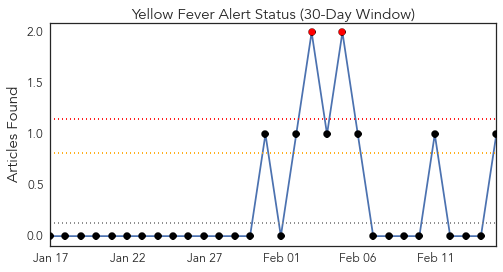 Yellow Fever Alert Status (30-Day Window)
Articles Found
2.0
1.5
1.0
0.5
0.0
Jan 17 Jan 22 Jan 27 Feb 01 Feb 06 Feb 11